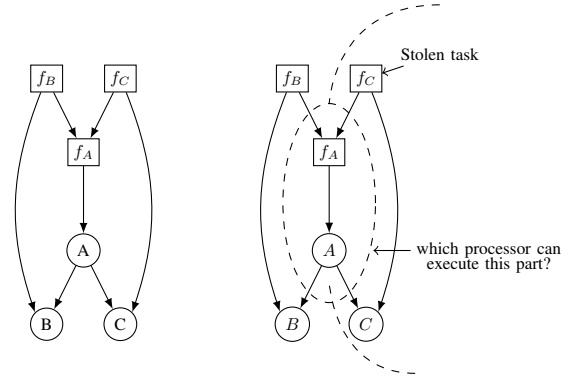 f_B f_C f_B f_C
Stolen task
f_A f_A
A A
which processor can
execute this part?
B C B C